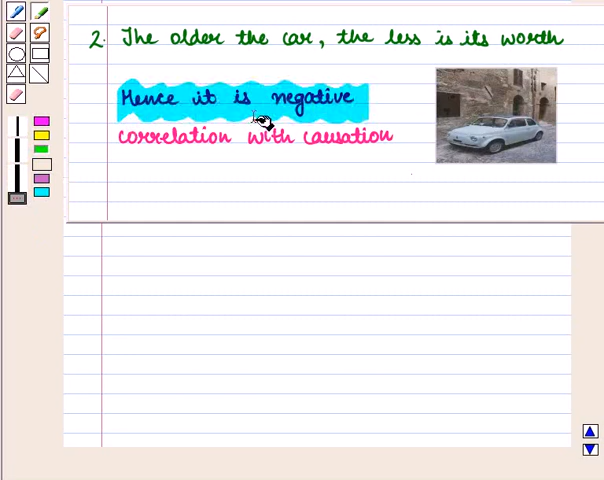 2. The older the car, the less is its worth
Hence it is negative
correlation with causation